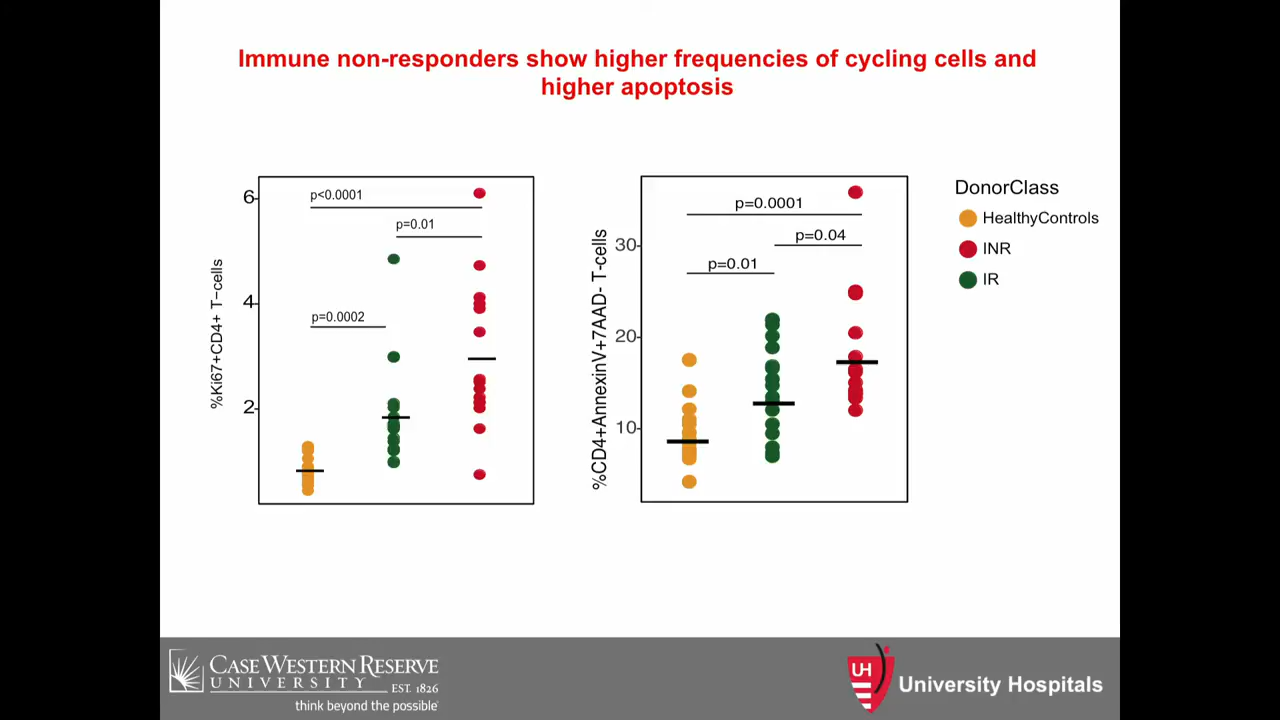 Immune non-responders show higher frequencies of cycling cells and
higher apoptosis
%Ki67+CD4+ T−cells
6
4
2
p<0.0001
p=0.01
p=0.0002
%CD4+AnnexinV+7AAD- T-cells
30
20
10
p=0.0001
p=0.04
p=0.01
DonorClass
HealthyControls
INR
IR
CASE WESTERN RESERVE
UNIVERSITY EST. 1826
think beyond the possible
UH
University Hospitals